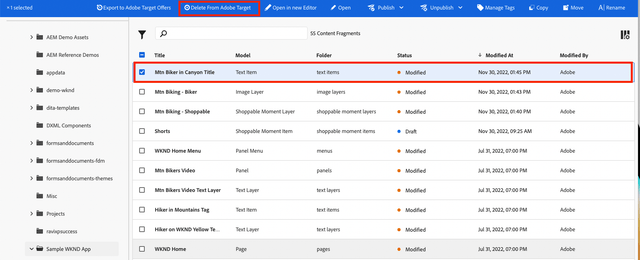 × 1 selected Export to Adobe Target Offers Delete From Adobe Target Open in new Editor Open Publish Unpublish Manage Tags Copy Move Rename
AEM Demo Assets
AEM Reference Demos
appdata
demo-wknd
dita-templates
DXML Components
formsanddocuments
formsanddocuments-fdm
formsanddocuments-themes
Misc
Projects
raviopsuccess
Sample WKND App
55 Content Fragments
Title Model Folder Status Modified At Modified By
Mtn Biker in Canyon Title Text Item text items Modified Nov 30, 2022, 01:45 PM Adobe
Mtn Biking - Biker Image Layer image layers Modified Nov 30, 2022, 01:43 PM Adobe
Mtn Biking - Shoppable Shoppable Moment Layer shoppable moment layers Modified Nov 30, 2022, 01:40 PM Adobe
Shorts Shoppable Moment Item shoppable moment items Draft Nov 30, 2022, 09:25 AM Adobe
WKND Home Menu Panel Menu menus Modified Jul 31, 2022, 07:00 PM Adobe
Mtn Bikers Video Panel panels Modified Jul 31, 2022, 07:00 PM Adobe
Mtn Bikers Video Text Layer Text Layer text layers Modified Jul 31, 2022, 07:00 PM Adobe
Hiker in Mountains Tag Text Item text items Modified Jul 31, 2022, 07:00 PM Adobe
Hiker on WKND Yellow Te... Text Layer text layers Modified Jul 31, 2022, 07:00 PM Adobe
WKND Home Page pages Modified Jul 31, 2022, 07:00 PM Adobe